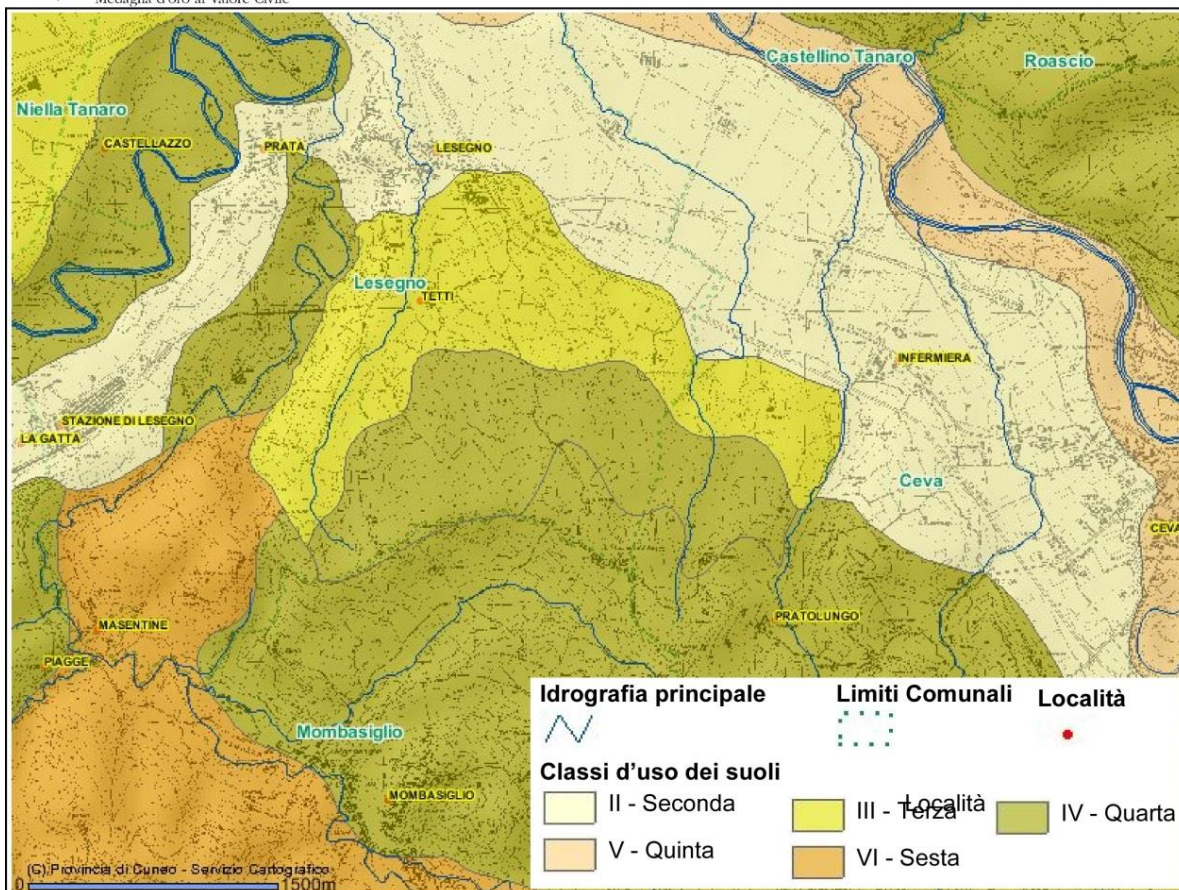 Medaglia d'oro al Valore Civile
Castellino Tanaro
Roascio
Niella Tanaro
CASTELLAZZO
PRATA
LESEGNO
Lesegno
TETTI
INFERMIERA
STAZIONE DI LESEGNO
LA GATTA
Ceva
CEVA
MASENTINE
PRATOLUNGO
PIAGGE
Mombasiglio
MOMBASIGLIO
Idrografia principale
Limiti Comunali
Località
Classi d'uso dei suoli
II - Seconda
III - Terza
Località
IV - Quarta
V - Quinta
VI - Sesta
(C) Provincia di Cuneo - Servizio Cartografico
0 1500m